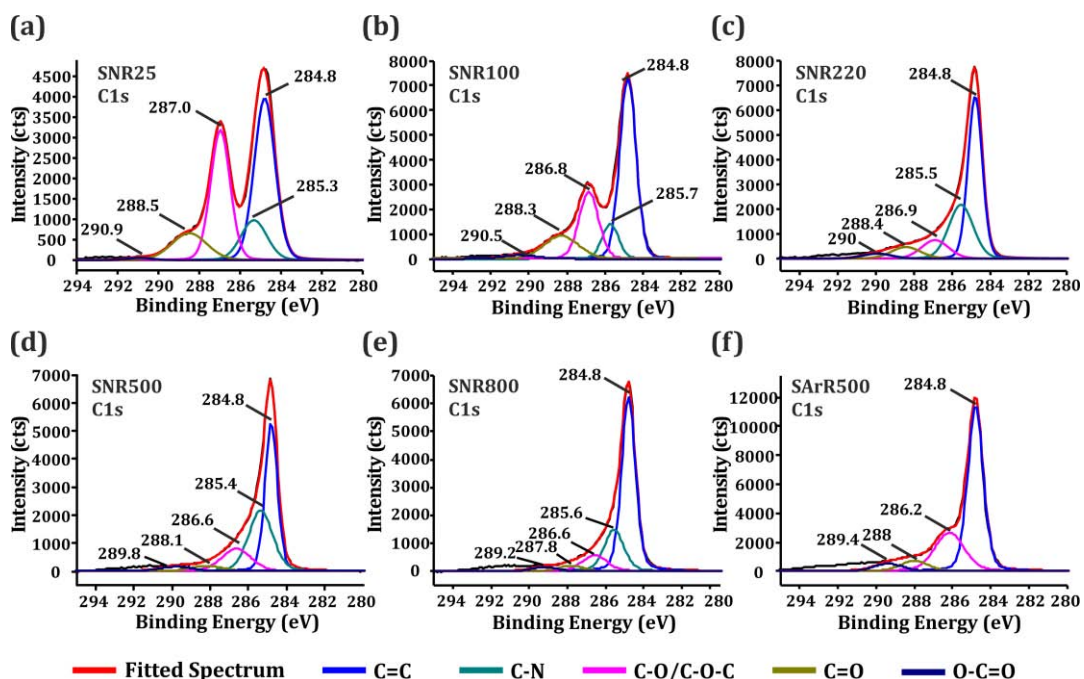 (a)
SNR25
C1s
4500
4000
3500
3000
2500
2000
1500
1000
500
0
Intensity (cts)
284.8
287.0
285.3
288.5
290.9
294 292 290 288 286 284 282 280
Binding Energy (eV)
(b)
SNR100
C1s
8000
7000
6000
5000
4000
3000
2000
1000
0
Intensity (cts)
284.8
286.8
285.7
288.3
290.5
294 292 290 288 286 284 282 280
Binding Energy (eV)
(c)
SNR220
C1s
8000
7000
6000
5000
4000
3000
2000
1000
0
Intensity (cts)
284.8
285.5
286.9
288.4
290
294 292 290 288 286 284 282 280
Binding Energy (eV)
(d)
SNR500
C1s
7000
6000
5000
4000
3000
2000
1000
0
Intensity (cts)
284.8
285.4
286.6
288.1
289.8
294 292 290 288 286 284 282 280
Binding Energy (eV)
(e)
SNR800
C1s
7000
6000
5000
4000
3000
2000
1000
0
Intensity (cts)
284.8
285.6
286.6
287.8
289.2
294 292 290 288 286 284 282 280
Binding Energy (eV)
(f)
SArR500
C1s
12000
10000
8000
6000
4000
2000
0
Intensity (cts)
284.8
286.2
288
289.4
294 292 290 288 286 284 282 280
Binding Energy (eV)
Fitted Spectrum C=C C-N C-O/C-O-C C=O O-C=O